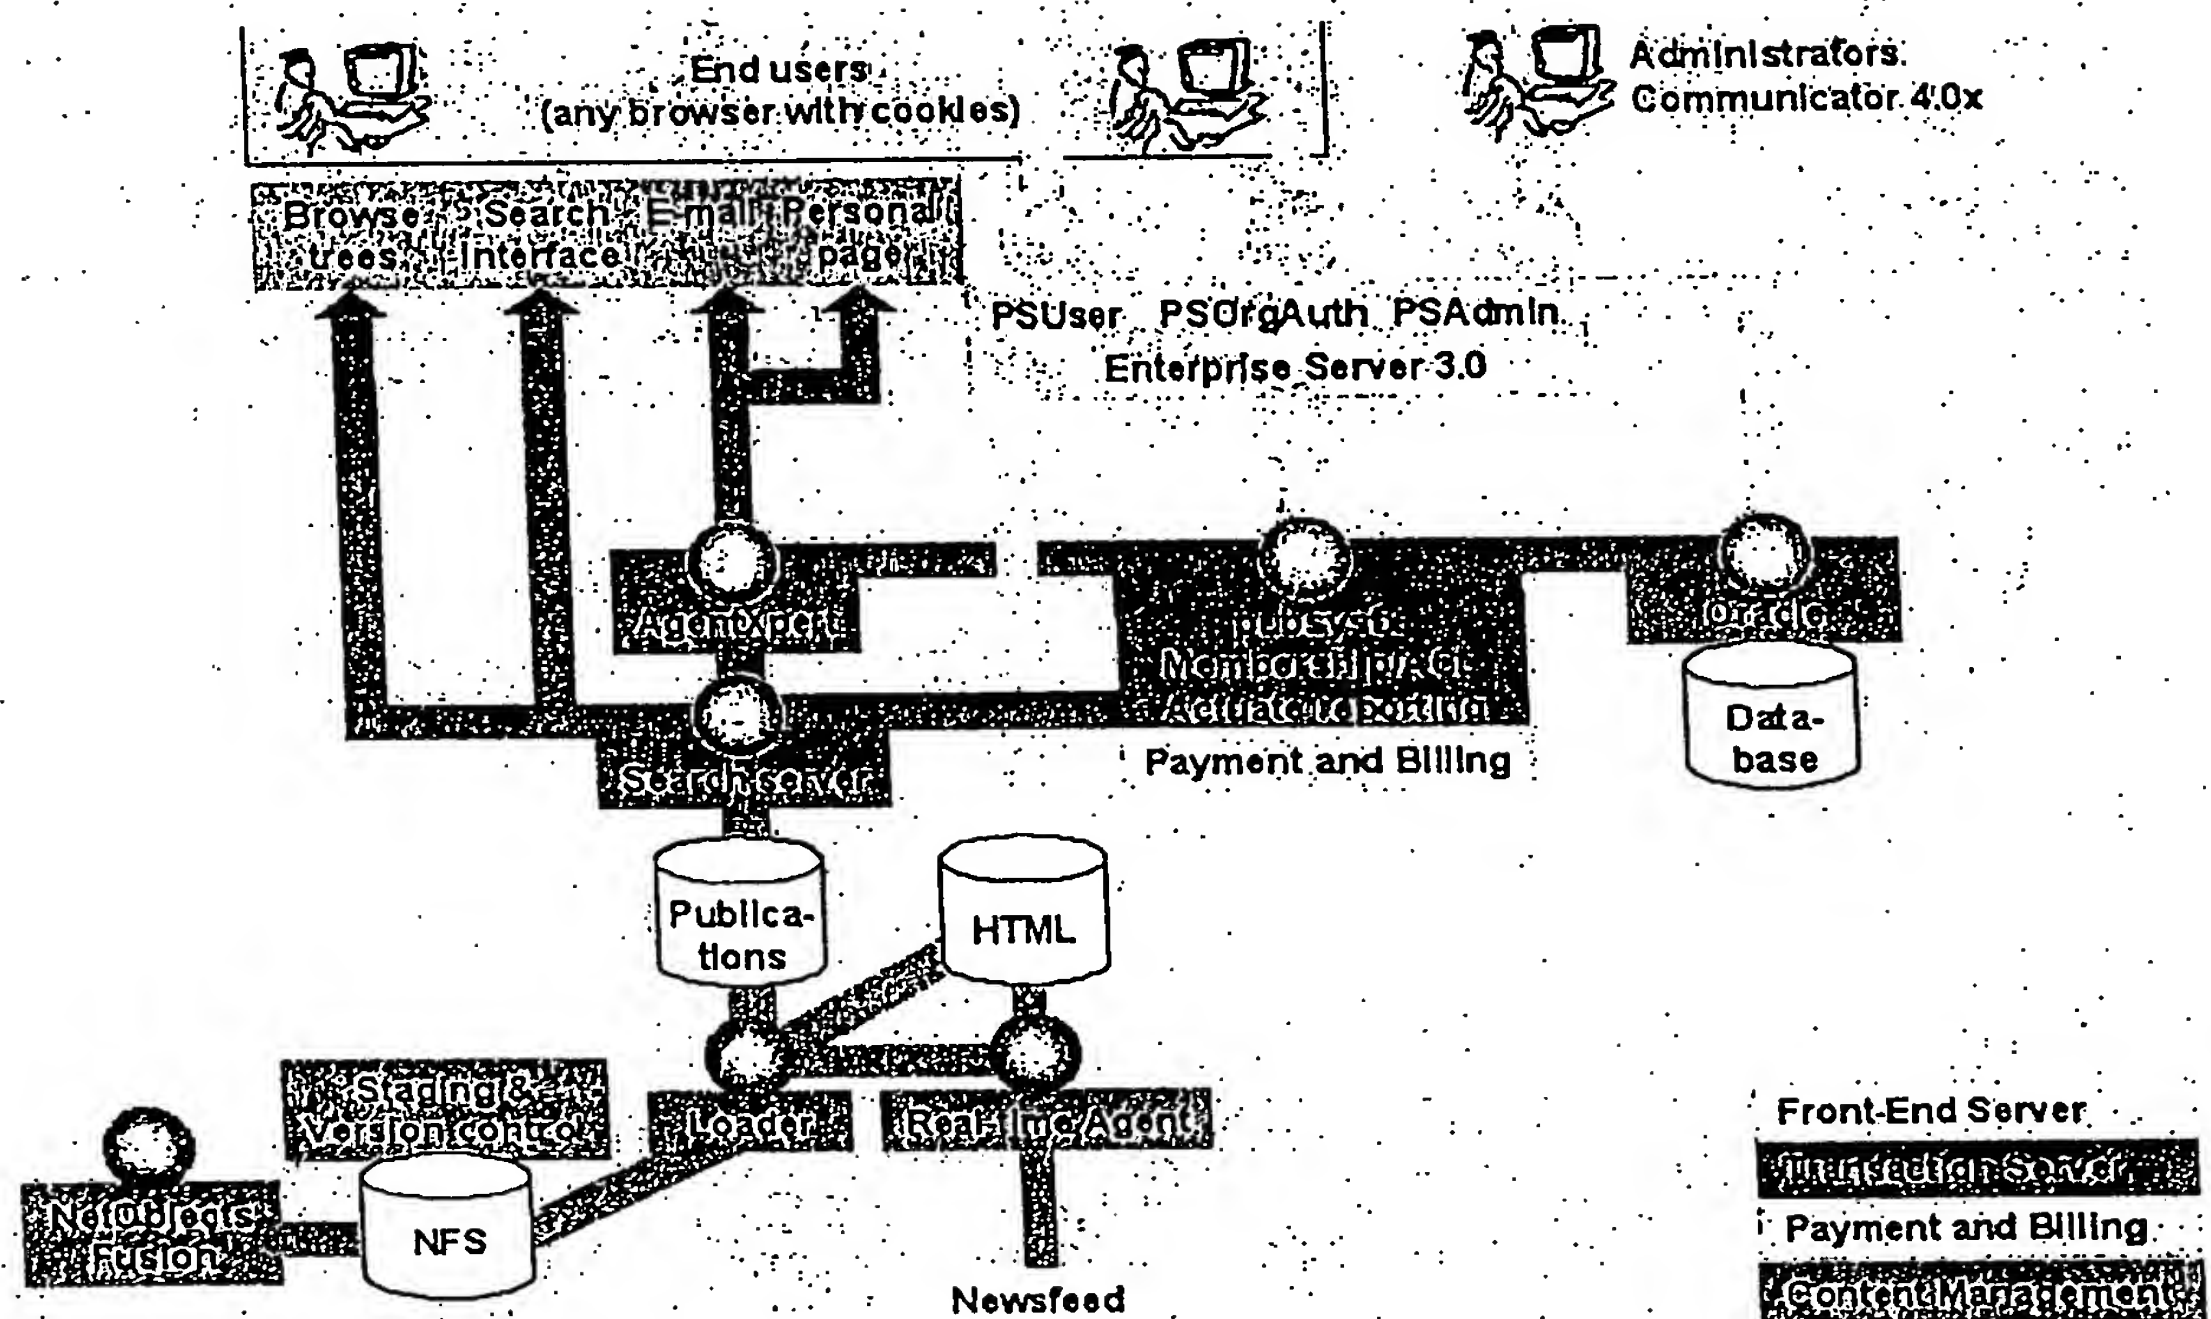 End users
(any browser with cookies)
Administrators
Communicator 4.0x
Browse trees
Search Interface
E-mail
Personal page
PSUser PSOrgAuth PSAdmin
Enterprise Server 3.0
AgentXpert
pubsyst
Membership/ACL
Actuate reporting
Payment and Billing
Oracle
Data-
base
Search server
Publica-
tions
HTML
Staging &
Version control
Loader
Real-time Agent
NetObjects
Fusion
NFS
Newsfeed
Front-End Server
Transaction Server
Payment and Billing
Content Management